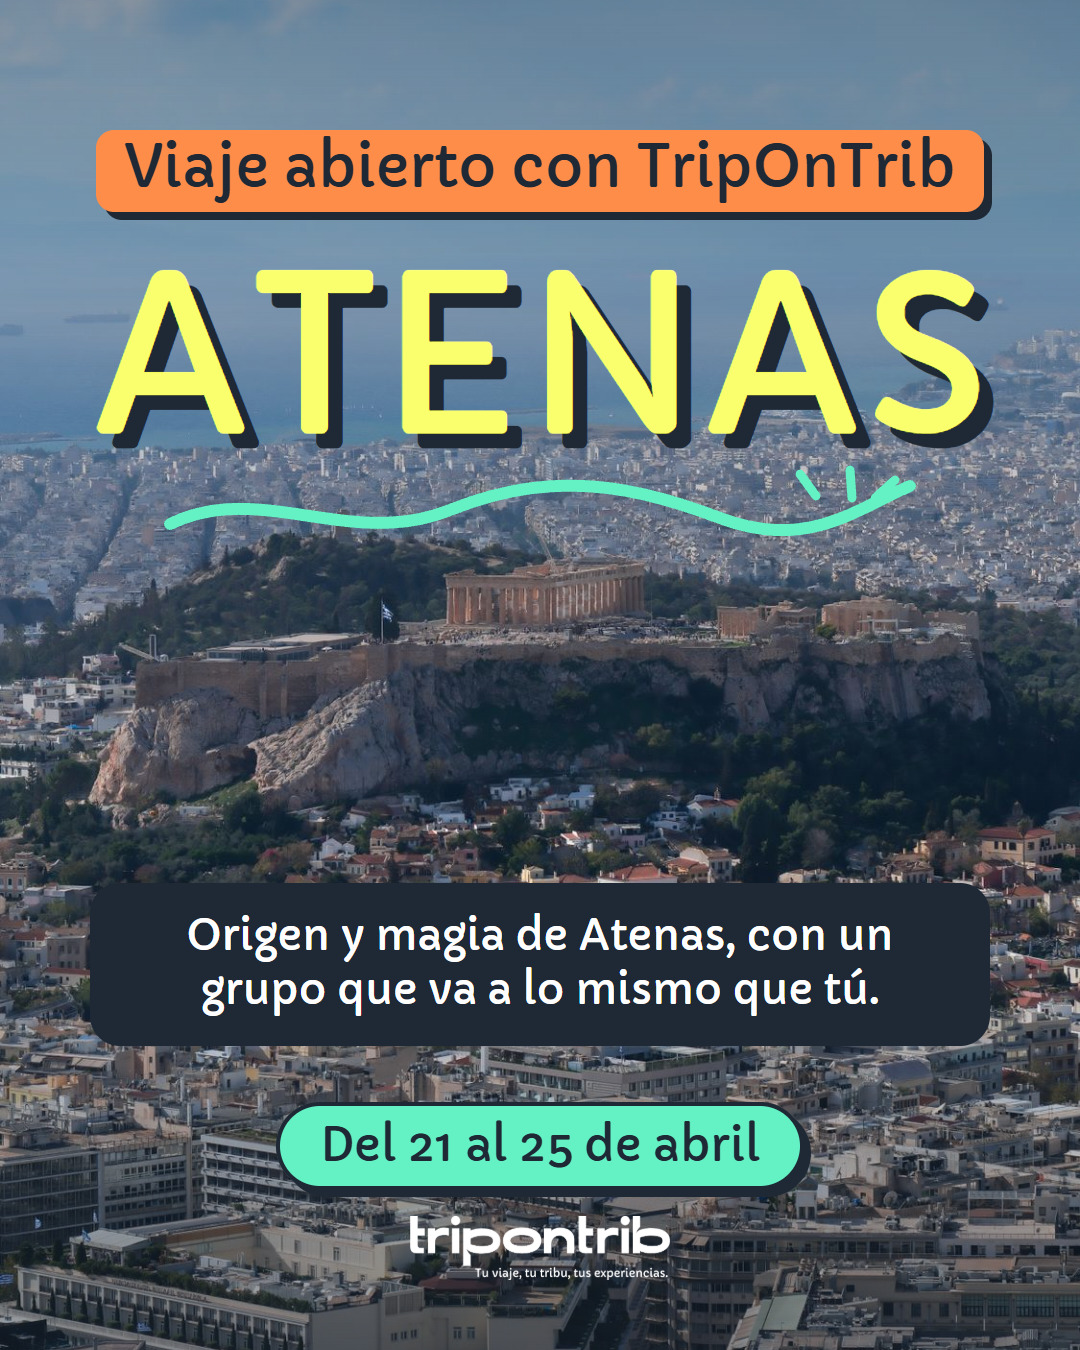 Viaje abierto con TripOnTrib
ATENAS
Origen y magia de Atenas, con un
grupo que va a lo mismo que tú.
Del 21 al 25 de abril
tripontrib
Tu viaje, tu tribu, tus experiencias.